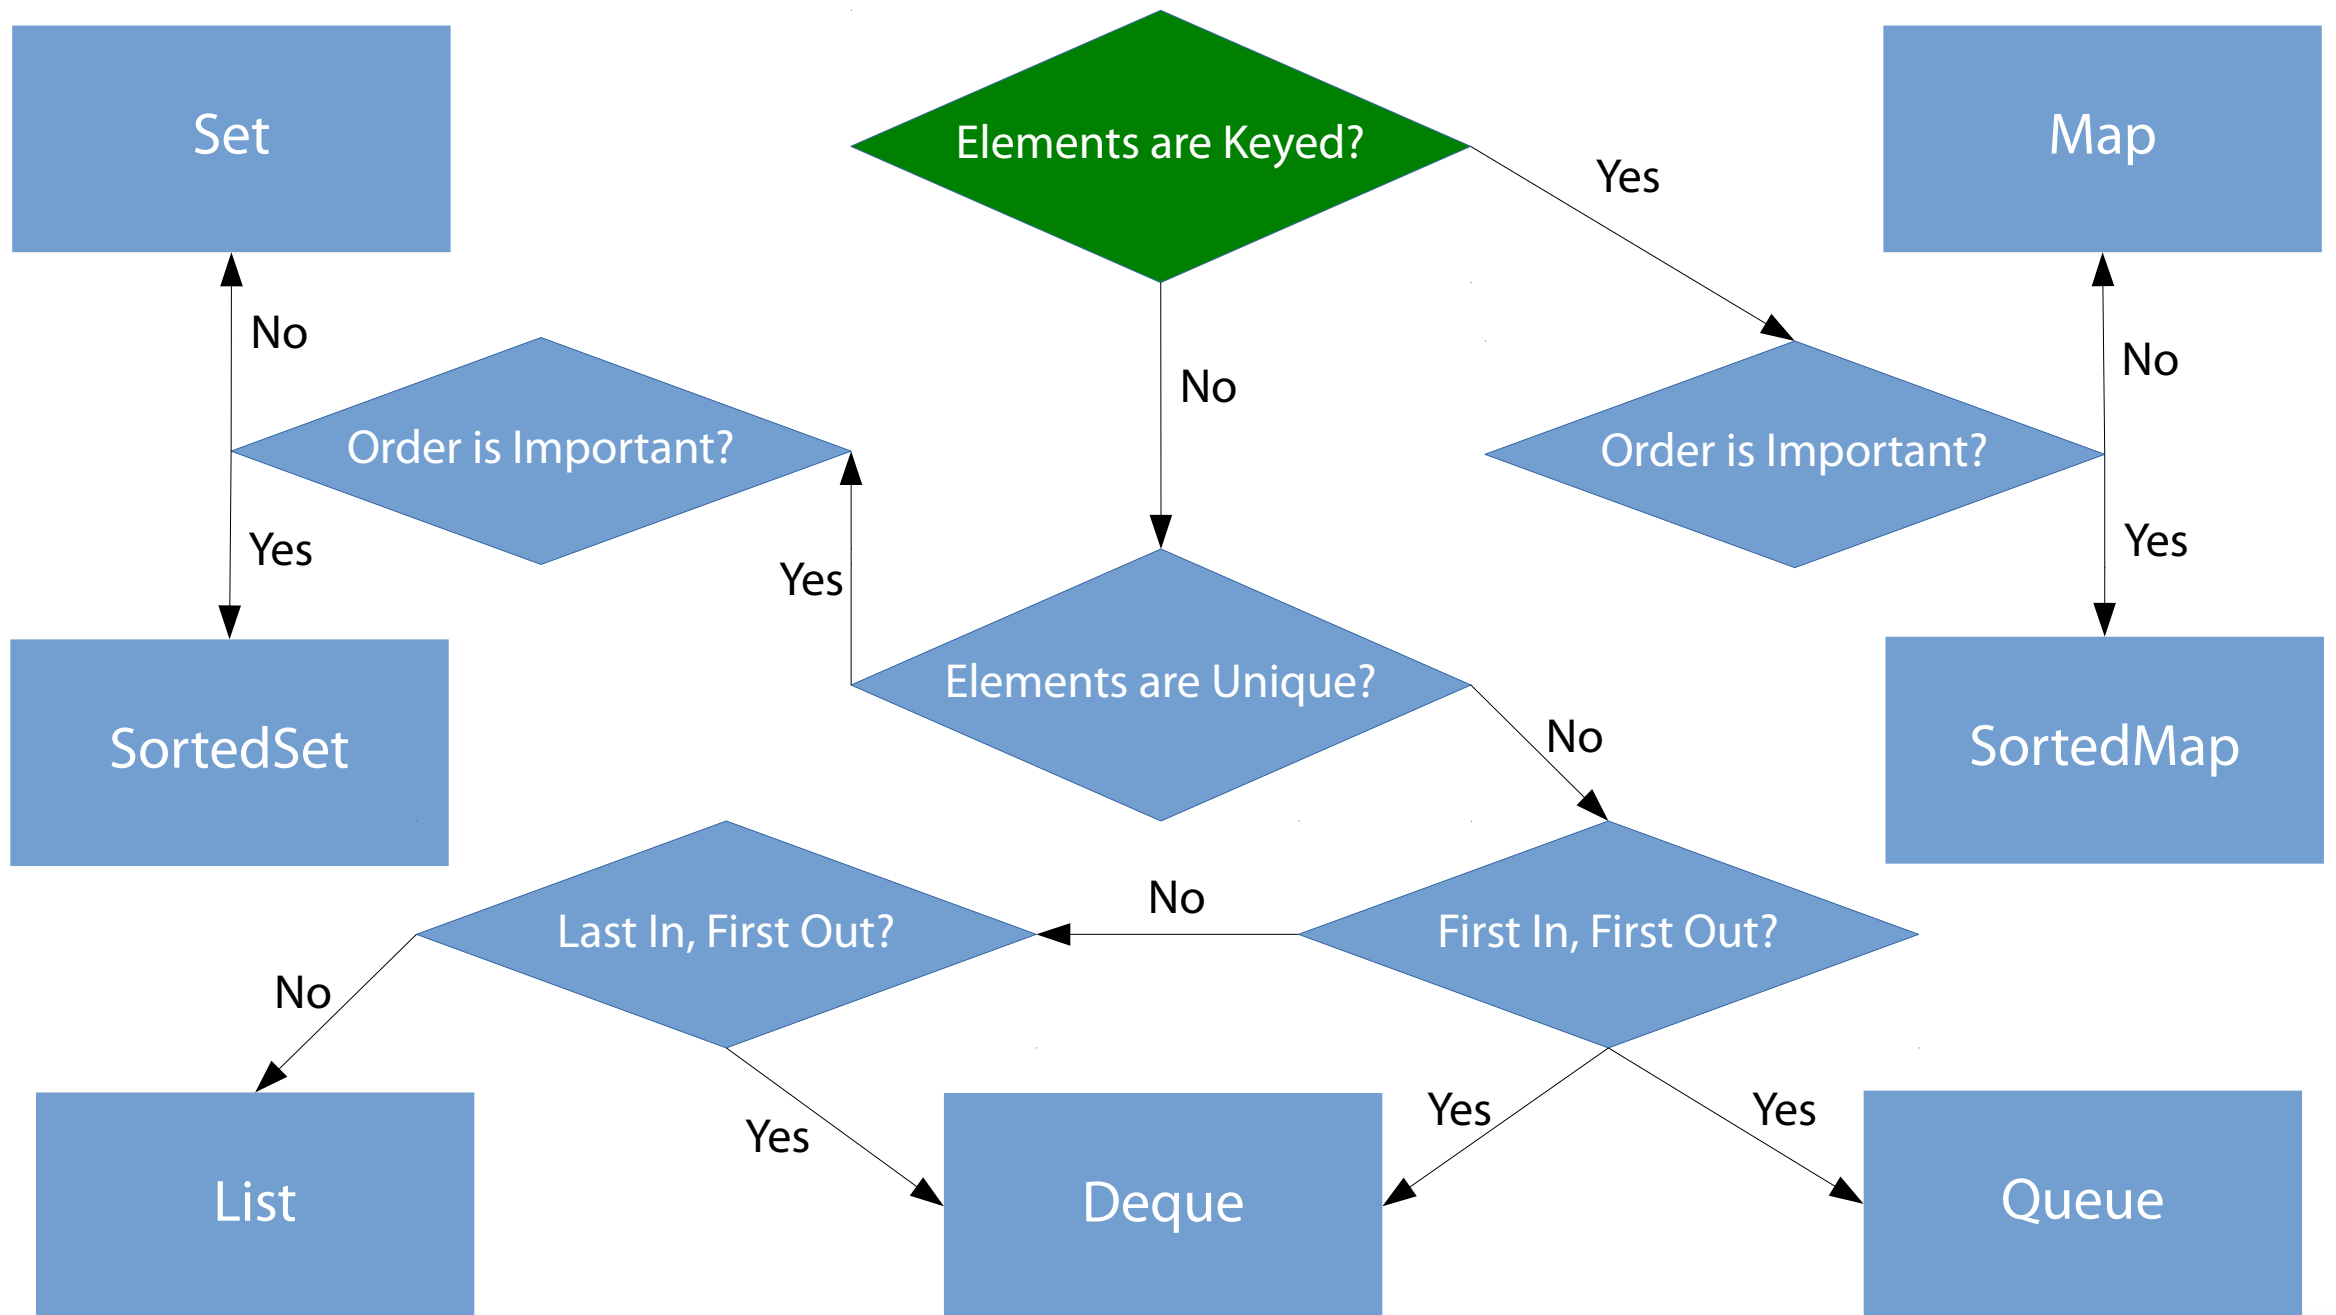 Set
Elements are Keyed?
Map
Yes
No
No
No
Order is Important?
Order is Important?
Yes
Yes
Yes
Elements are Unique?
No
SortedSet
SortedMap
No
Last In, First Out?
First In, First Out?
No
Yes
Yes
Yes
List
Deque
Queue